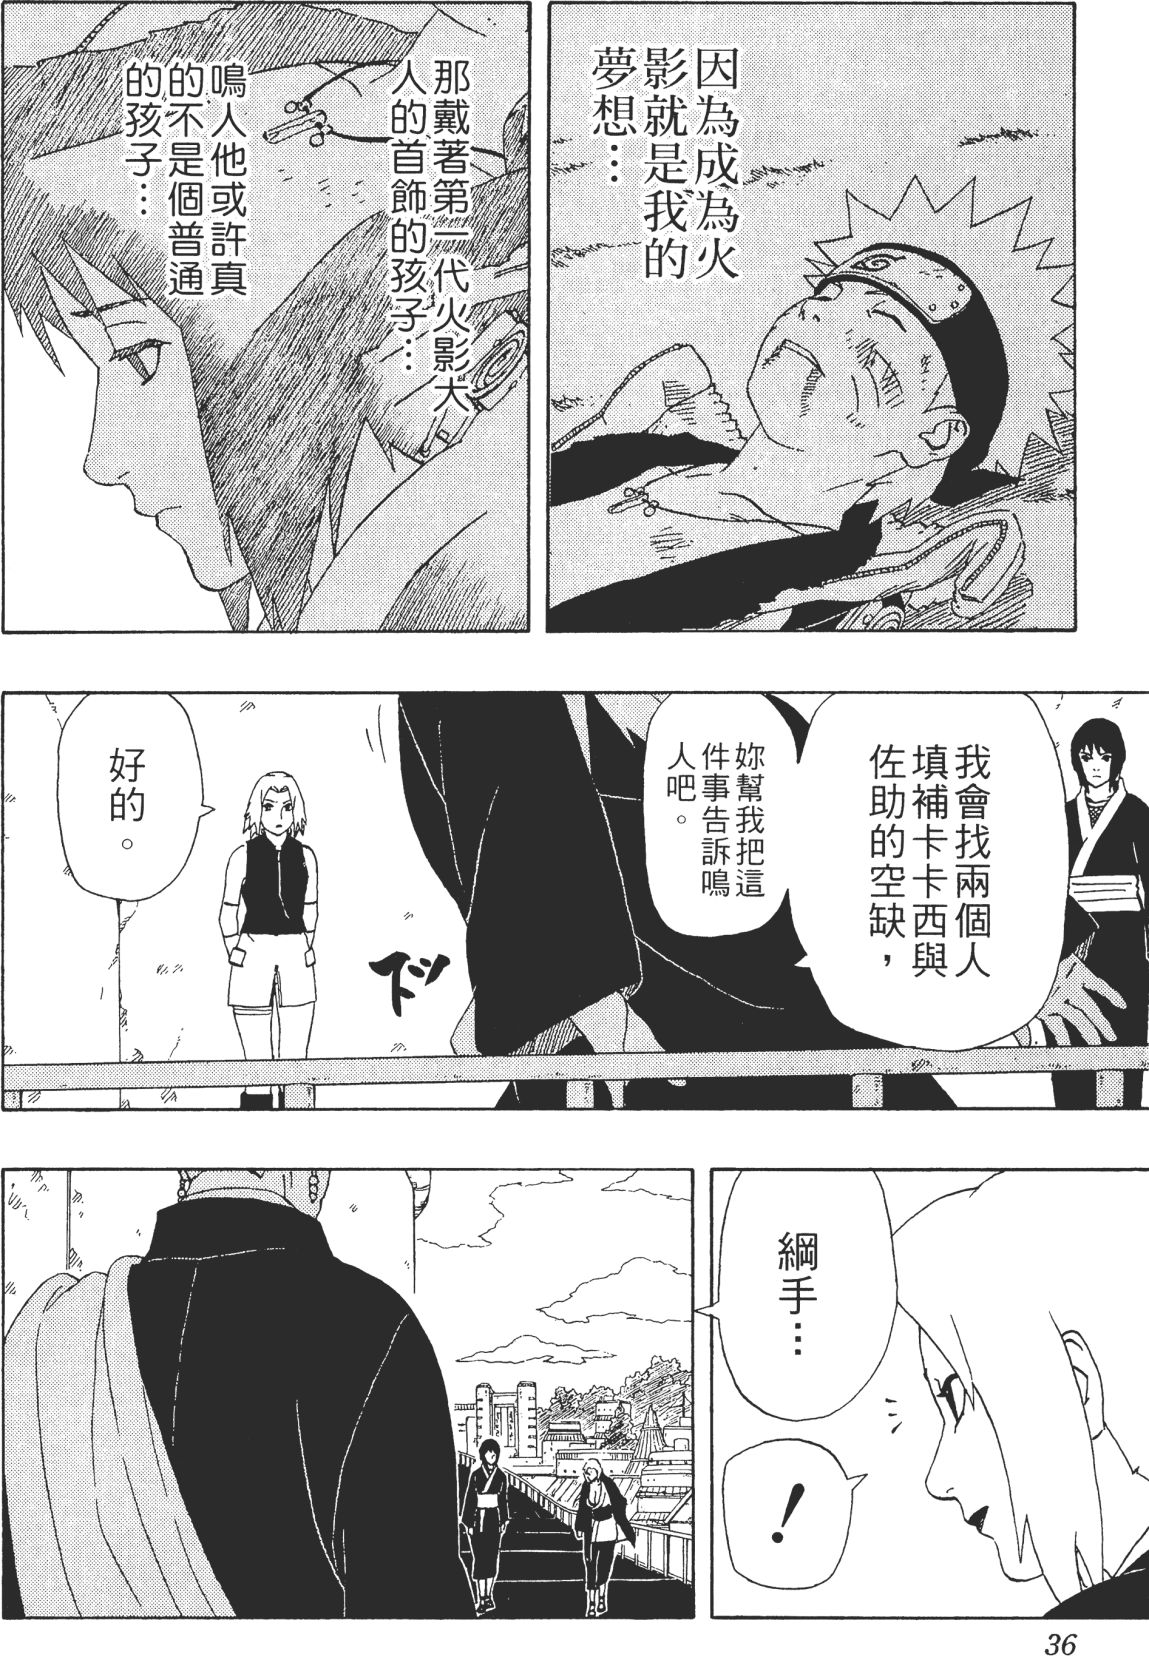 因為成為火
影就是我的
夢想…
那戴著第一代火影大
人的首飾的孩子…
鳴人他或許真
的不是個普通
的孩子…
我會找兩個人
填補卡卡西與
佐助的空缺，
妳幫我把這
件事告訴鳴
人吧。
ドッ
好的。
綱手…
！
36